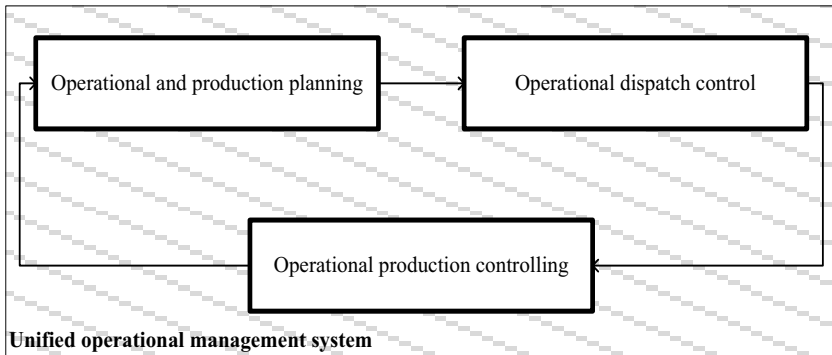 Operational and production planning
Operational dispatch control
Operational production controlling
Unified operational management system